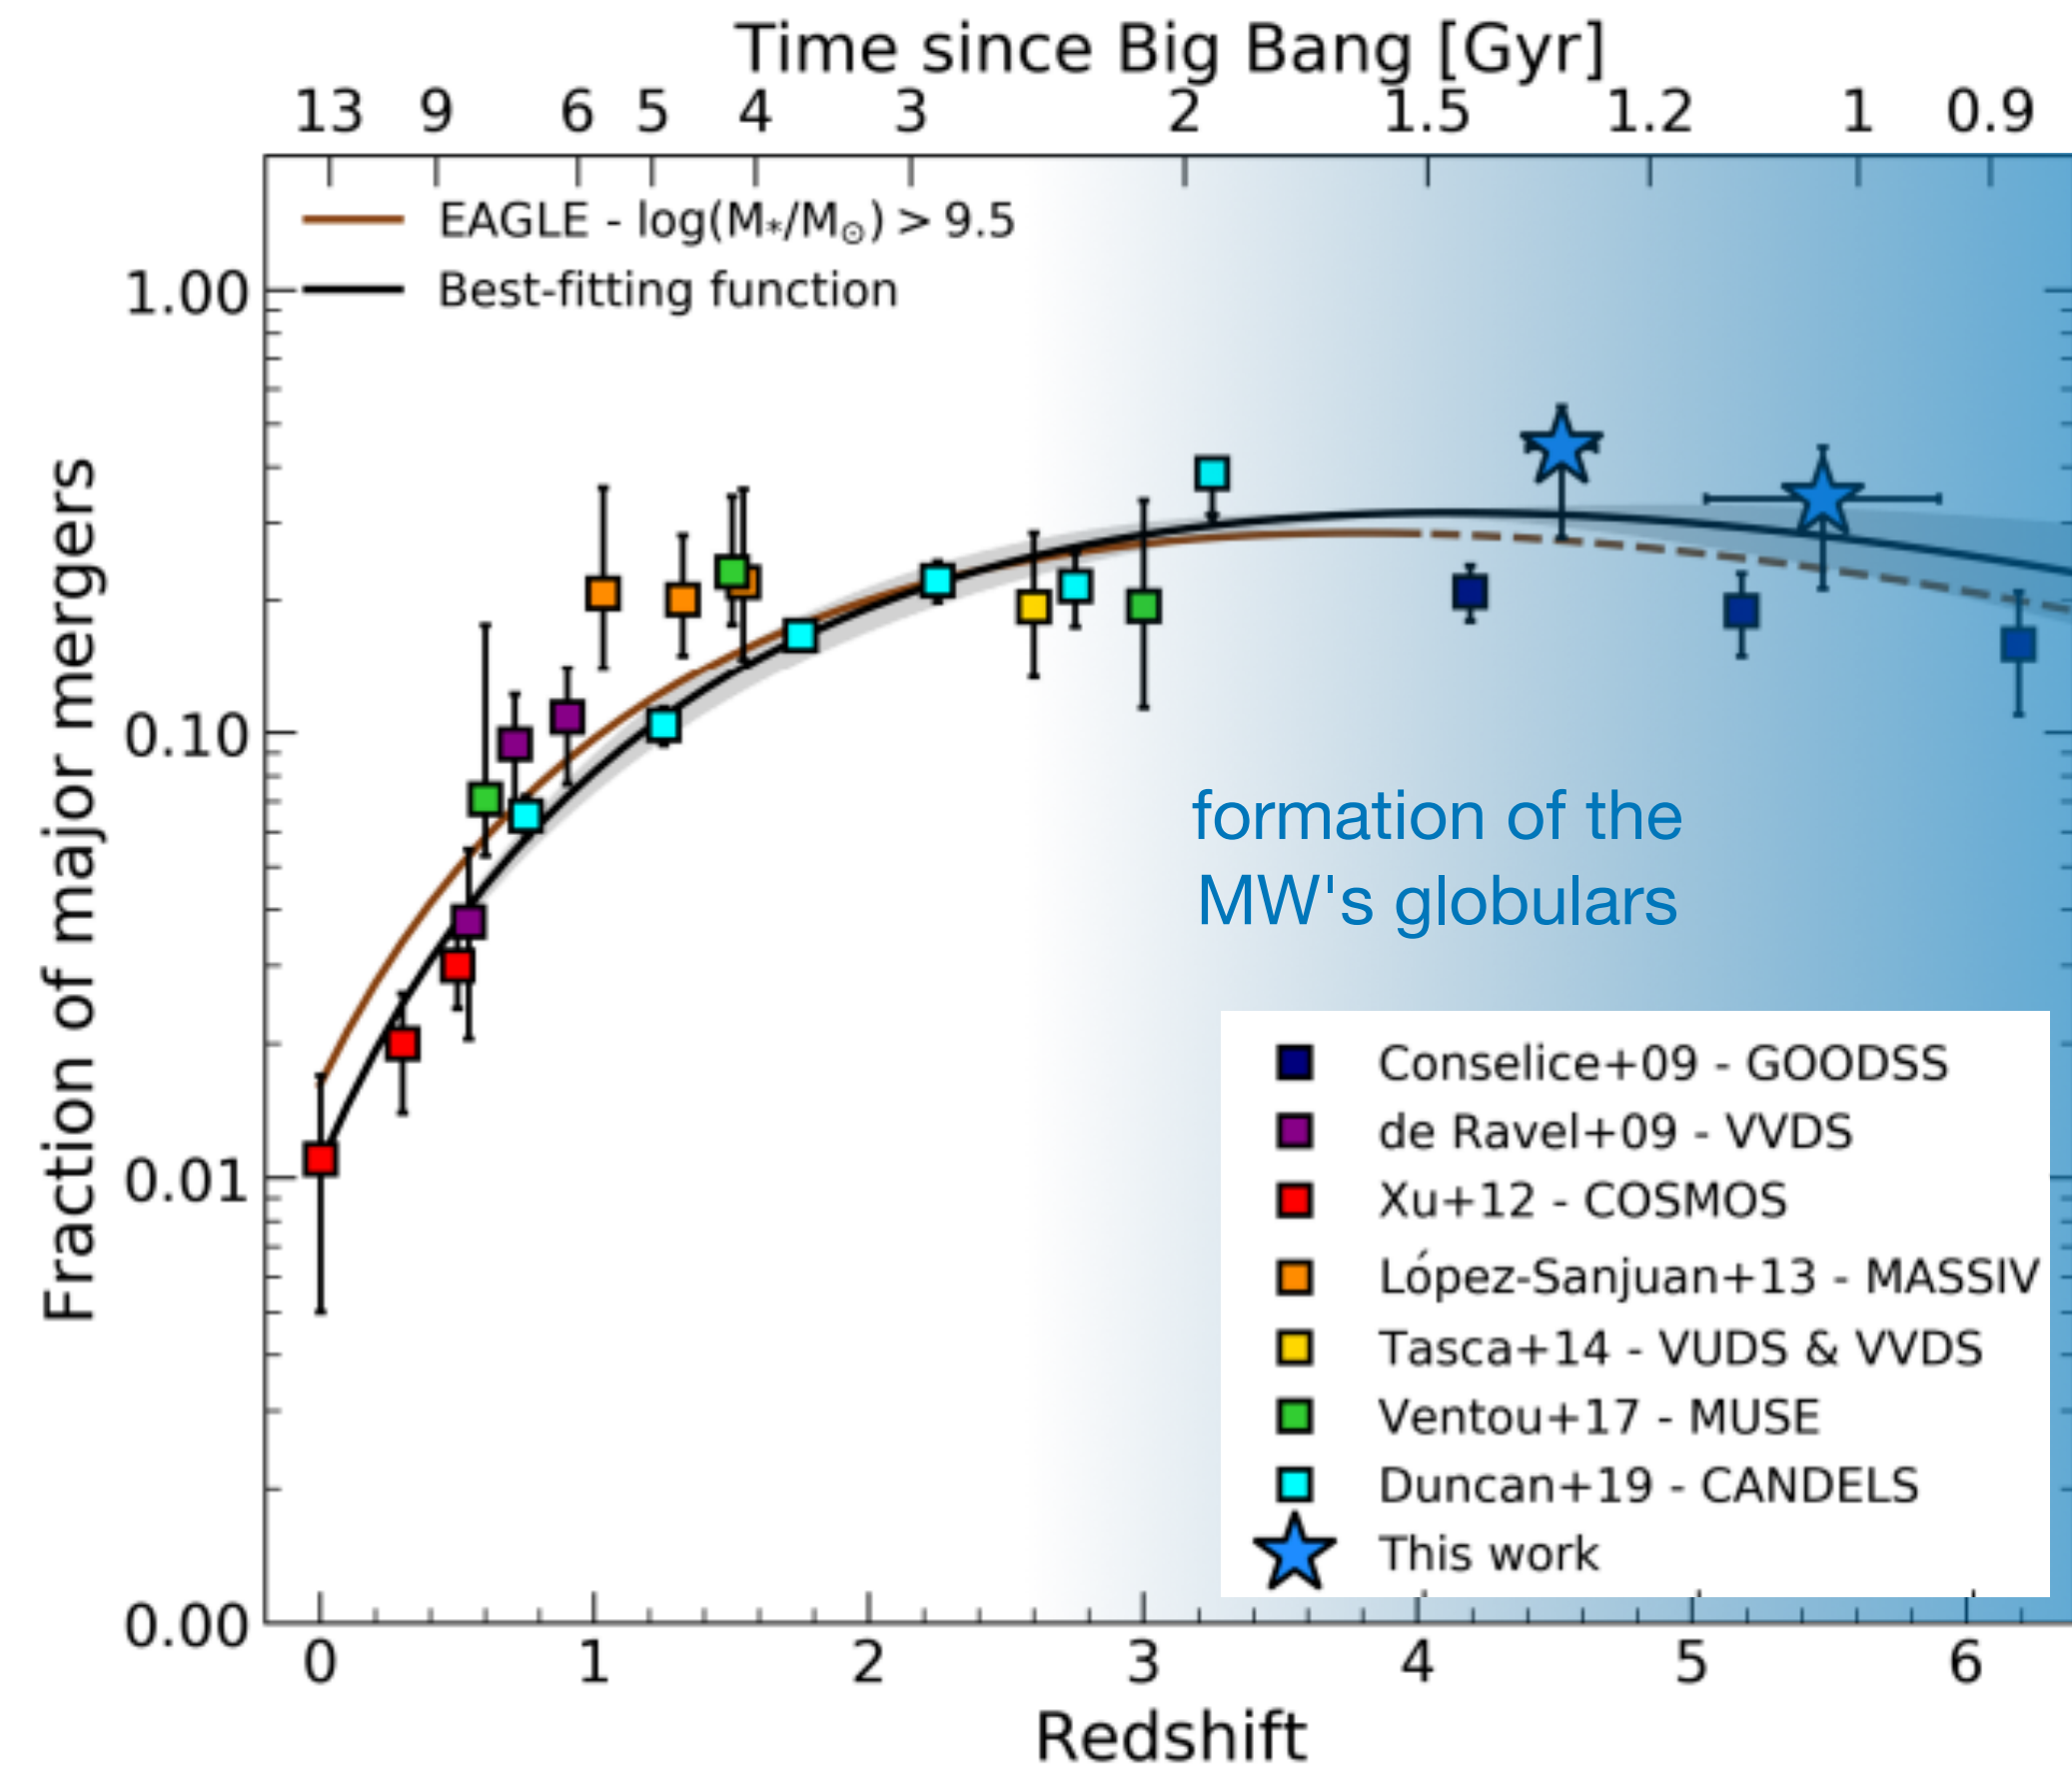 Time since Big Bang [Gyr]
13 9 6 5 4 3 2 1.5 1.2 1 0.9
EAGLE - log(M*/M⊙) > 9.5
Best-fitting function
1.00
0.10
0.01
0.00
Fraction of major mergers
formation of the
MW's globulars
Conselice+09 - GOODSS
de Ravel+09 - VVDS
Xu+12 - COSMOS
López-Sanjuan+13 - MASSIV
Tasca+14 - VUDS & VVDS
Ventou+17 - MUSE
Duncan+19 - CANDELS
This work
0 1 2 3 4 5 6
Redshift